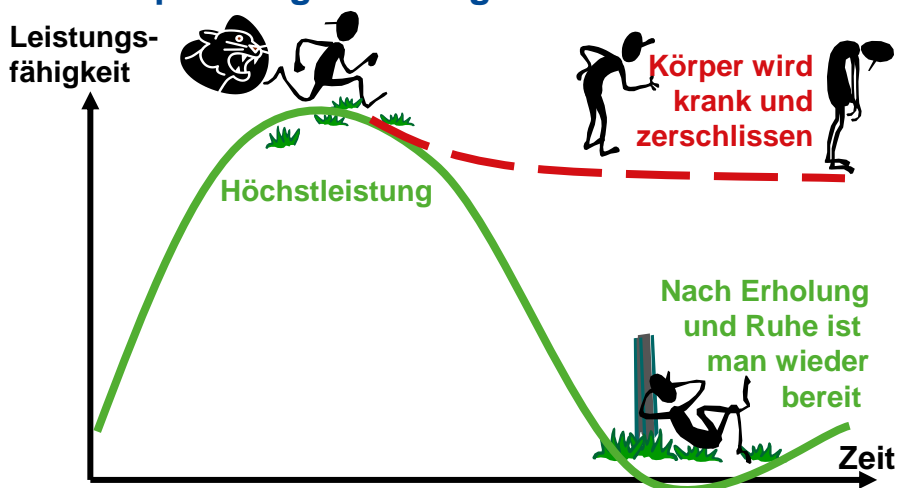 Leistungs-
fähigkeit
Körper wird
krank und
zerschlissen
Höchstleistung
Nach Erholung
und Ruhe ist
man wieder
bereit
Zeit